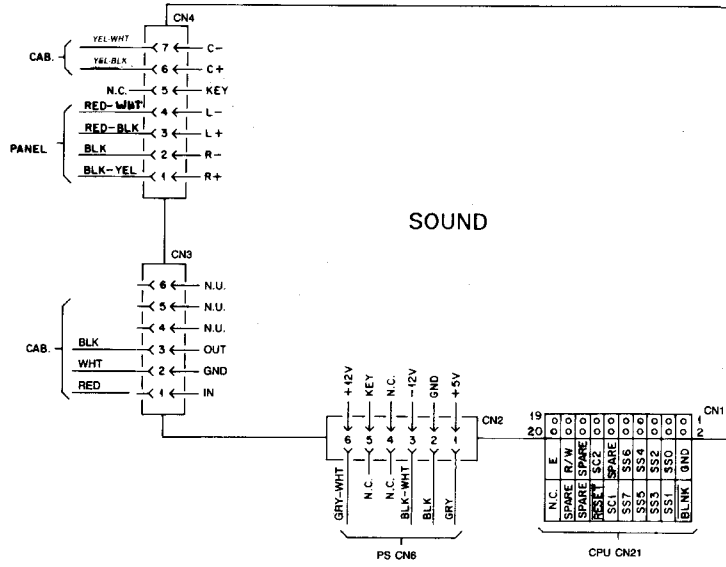 CN4
YEL-WHT 7 C-
CAB.
YEL-BLK 6 C+
N.C. 5 KEY
RED-WHT 4 L-
RED-BLK 3 L+
PANEL
BLK 2 R-
BLK-YEL 1 R+
SOUND
CN3
6 N.U.
5 N.U.
4 N.U.
CAB.
BLK 3 OUT
WHT 2 GND
RED 1 IN
+12V KEY N.C. -12V GND +5V
CN2
6 5 4 3 2 1
GRY-WHT N.C. N.C. BLK-WHT BLK GRY
PS CN6
CN1
19 1
20 2
E R/W SPARE SC2 SPARE SS6 SS4 SS2 SS0 GND
N.C. SPARE SPARE RESET SC1 SS7 SS5 SS3 SS1 BLNK
CPU CN21